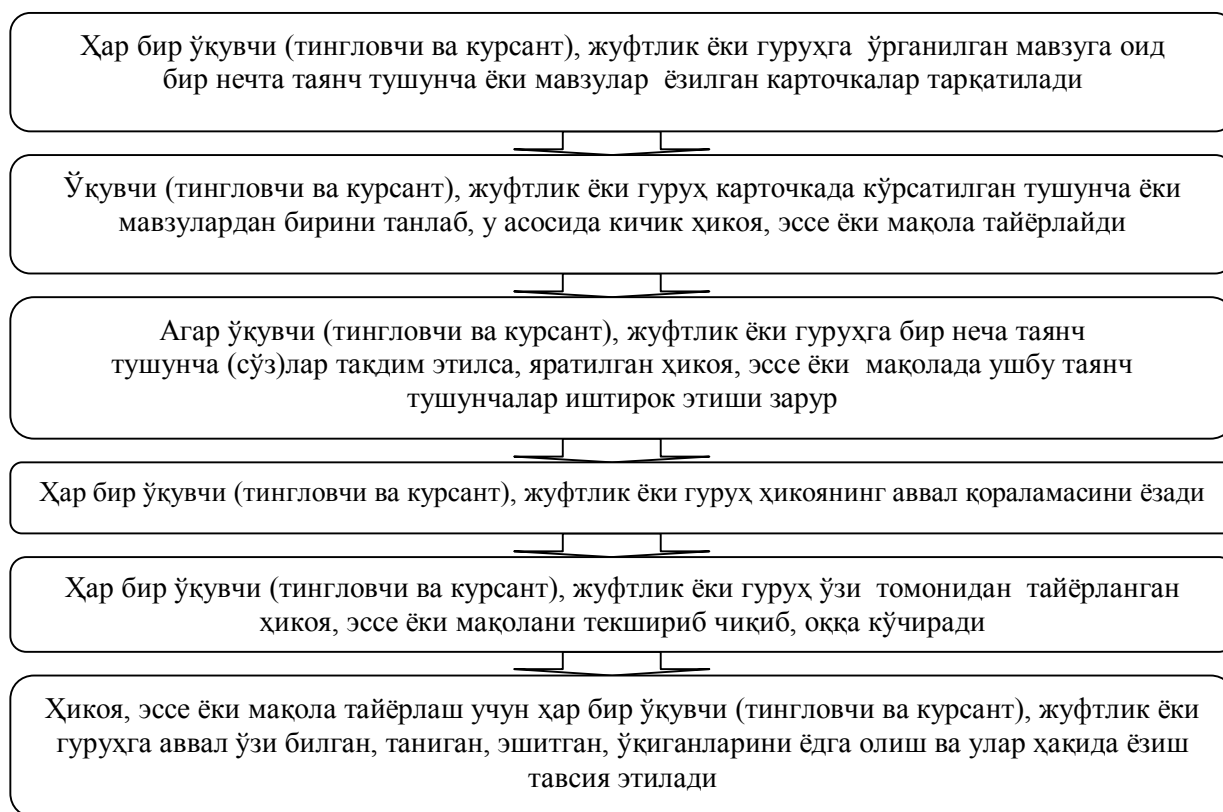 Ҳар бир ўқувчи (тингловчи ва курсант), жуфтлик ёки гуруҳга ўрганилган мавзуга оид
бир нечта таянч тушунча ёки мавзулар ёзилган карточкалар тарқатилади
Ўқувчи (тингловчи ва курсант), жуфтлик ёки гуруҳ карточкада кўрсатилган тушунча ёки
мавзулардан бирини танлаб, у асосида кичик ҳикоя, эссе ёки мақола тайёрлайди
Агар ўқувчи (тингловчи ва курсант), жуфтлик ёки гуруҳга бир неча таянч
тушунча (сўз)лар тақдим этилса, яратилган ҳикоя, эссе ёки мақолада ушбу таянч
тушунчалар иштирок этиши зарур
Ҳар бир ўқувчи (тингловчи ва курсант), жуфтлик ёки гуруҳ ҳикоянинг аввал қораламасини ёзади
Ҳар бир ўқувчи (тингловчи ва курсант), жуфтлик ёки гуруҳ ўзи томонидан тайёрланган
ҳикоя, эссе ёки мақолани текшириб чиқиб, оққа кўчиради
Ҳикоя, эссе ёки мақола тайёрлаш учун ҳар бир ўқувчи (тингловчи ва курсант), жуфтлик ёки
гуруҳга аввал ўзи билган, таниган, эшитган, ўқиганларини ёдга олиш ва улар ҳақида ёзиш
тавсия этилади